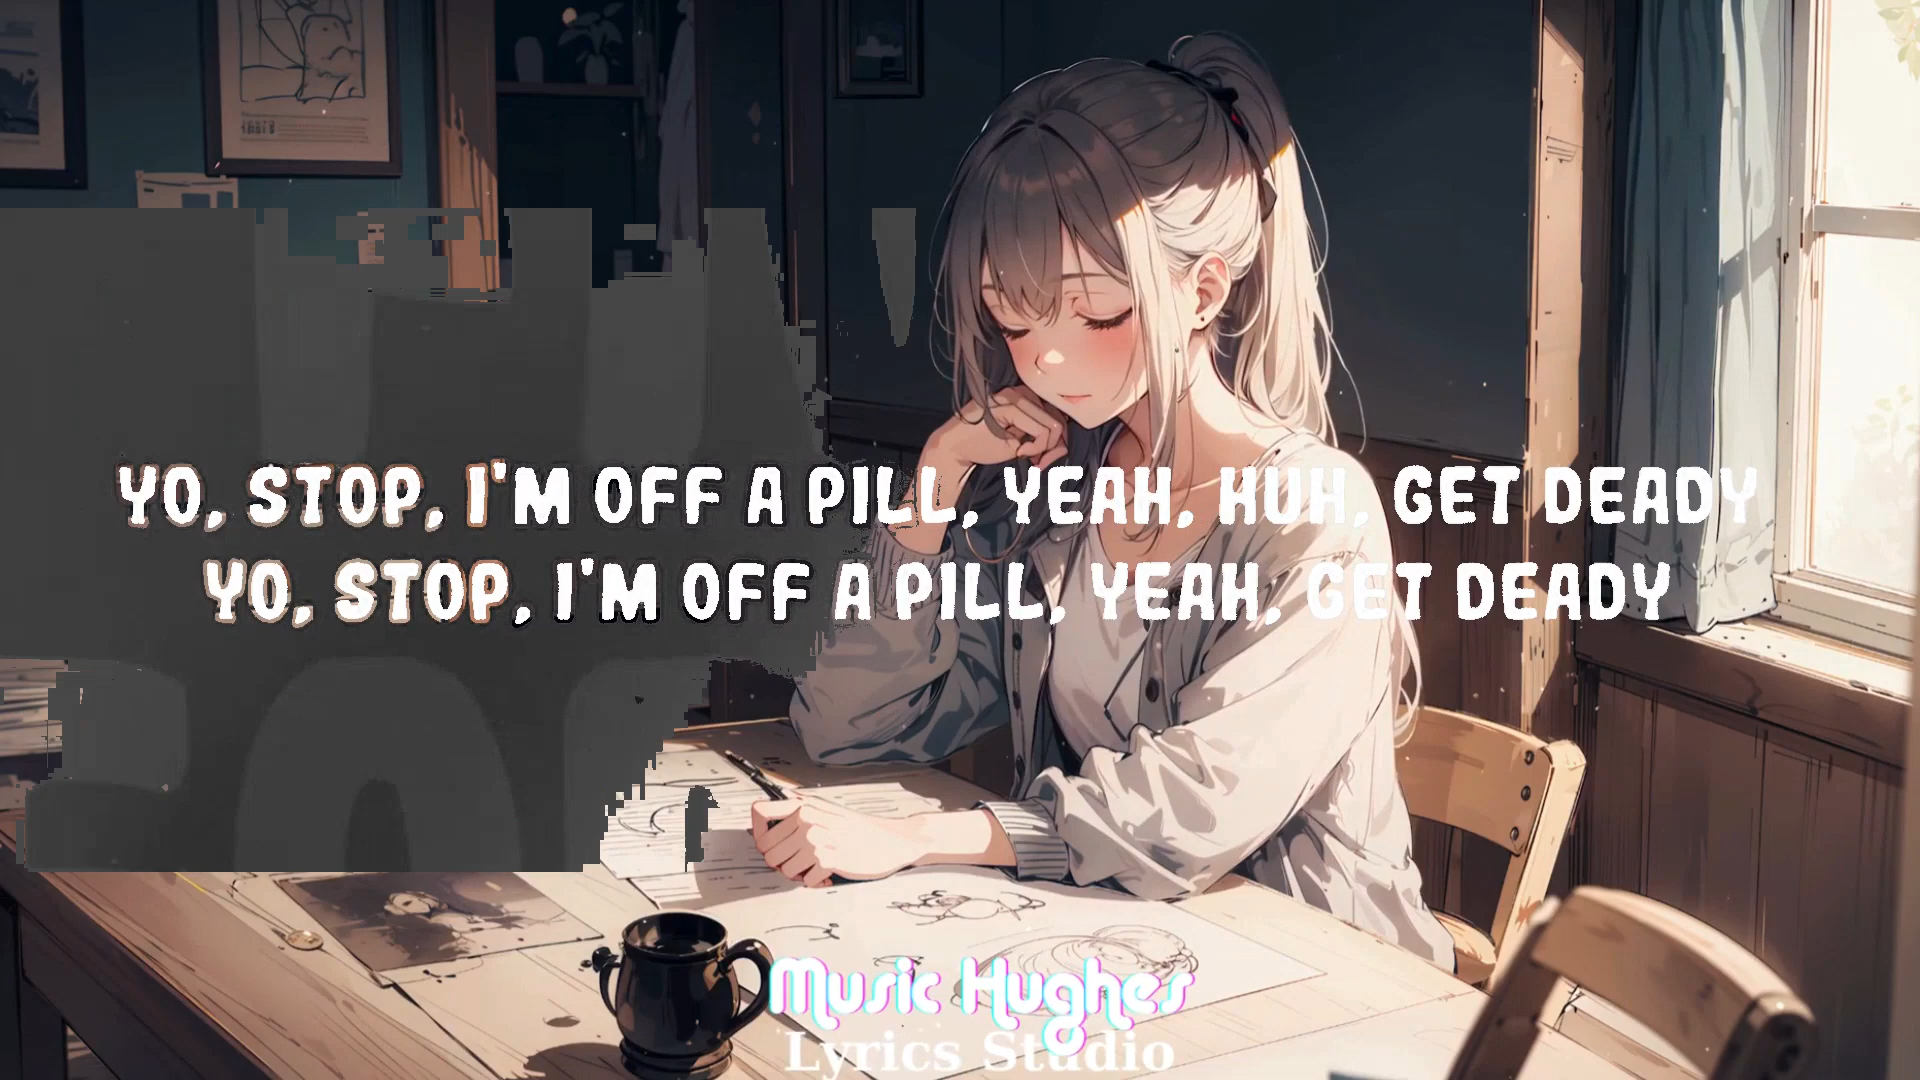 YO, STOP, I'M OFF A PILL, YEAH, HUH, GET DEADY
YO, STOP, I'M OFF A PILL, YEAH, GET DEADY
Music Hughes
Lyrics Studio